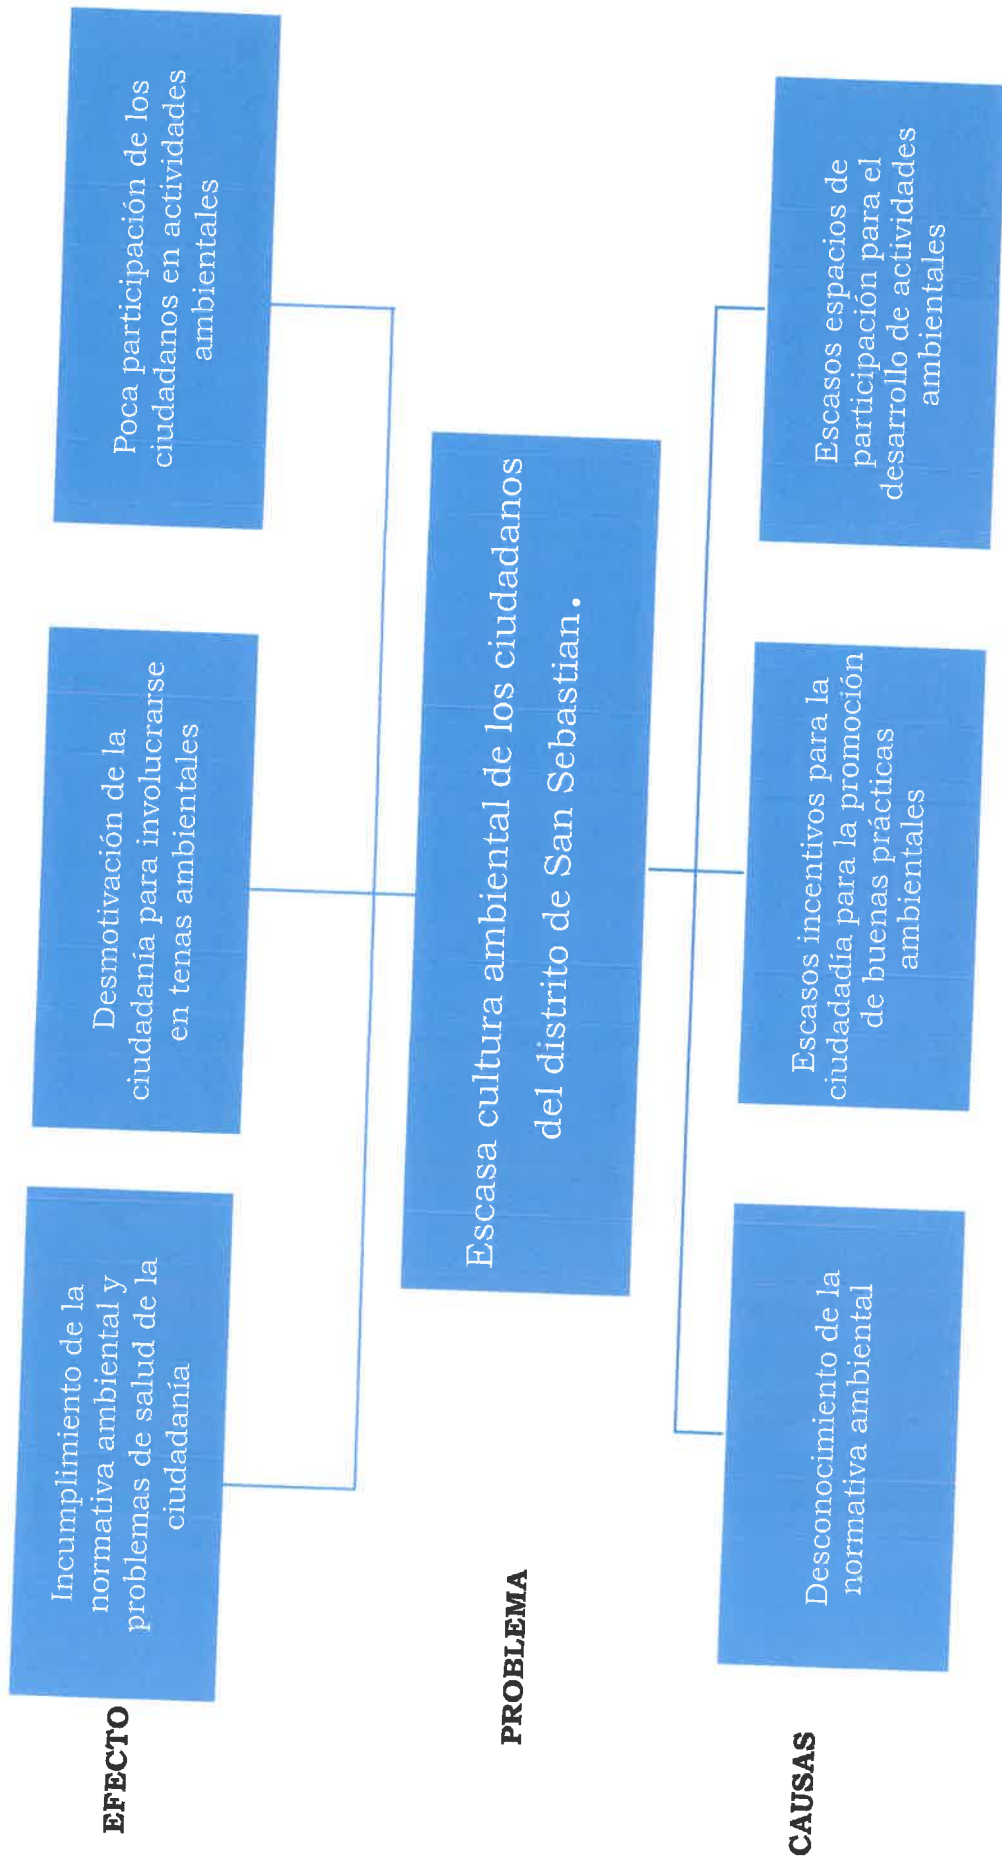 EFECTO
Incumplimiento de la
normativa ambiental y
problemas de salud de la
ciudadanía
Desmotivación de la
ciudadanía para involucrarse
en tenas ambientales
Poca participación de los
ciudadanos en actividades
ambientales
PROBLEMA
Escasa cultura ambiental de los ciudadanos
del distrito de San Sebastian.
CAUSAS
Desconocimiento de la
normativa ambiental
Escasos incentivos para la
ciudadadía para la promoción
de buenas prácticas
ambientales
Escasos espacios de
participación para el
desarrollo de actividades
ambientales